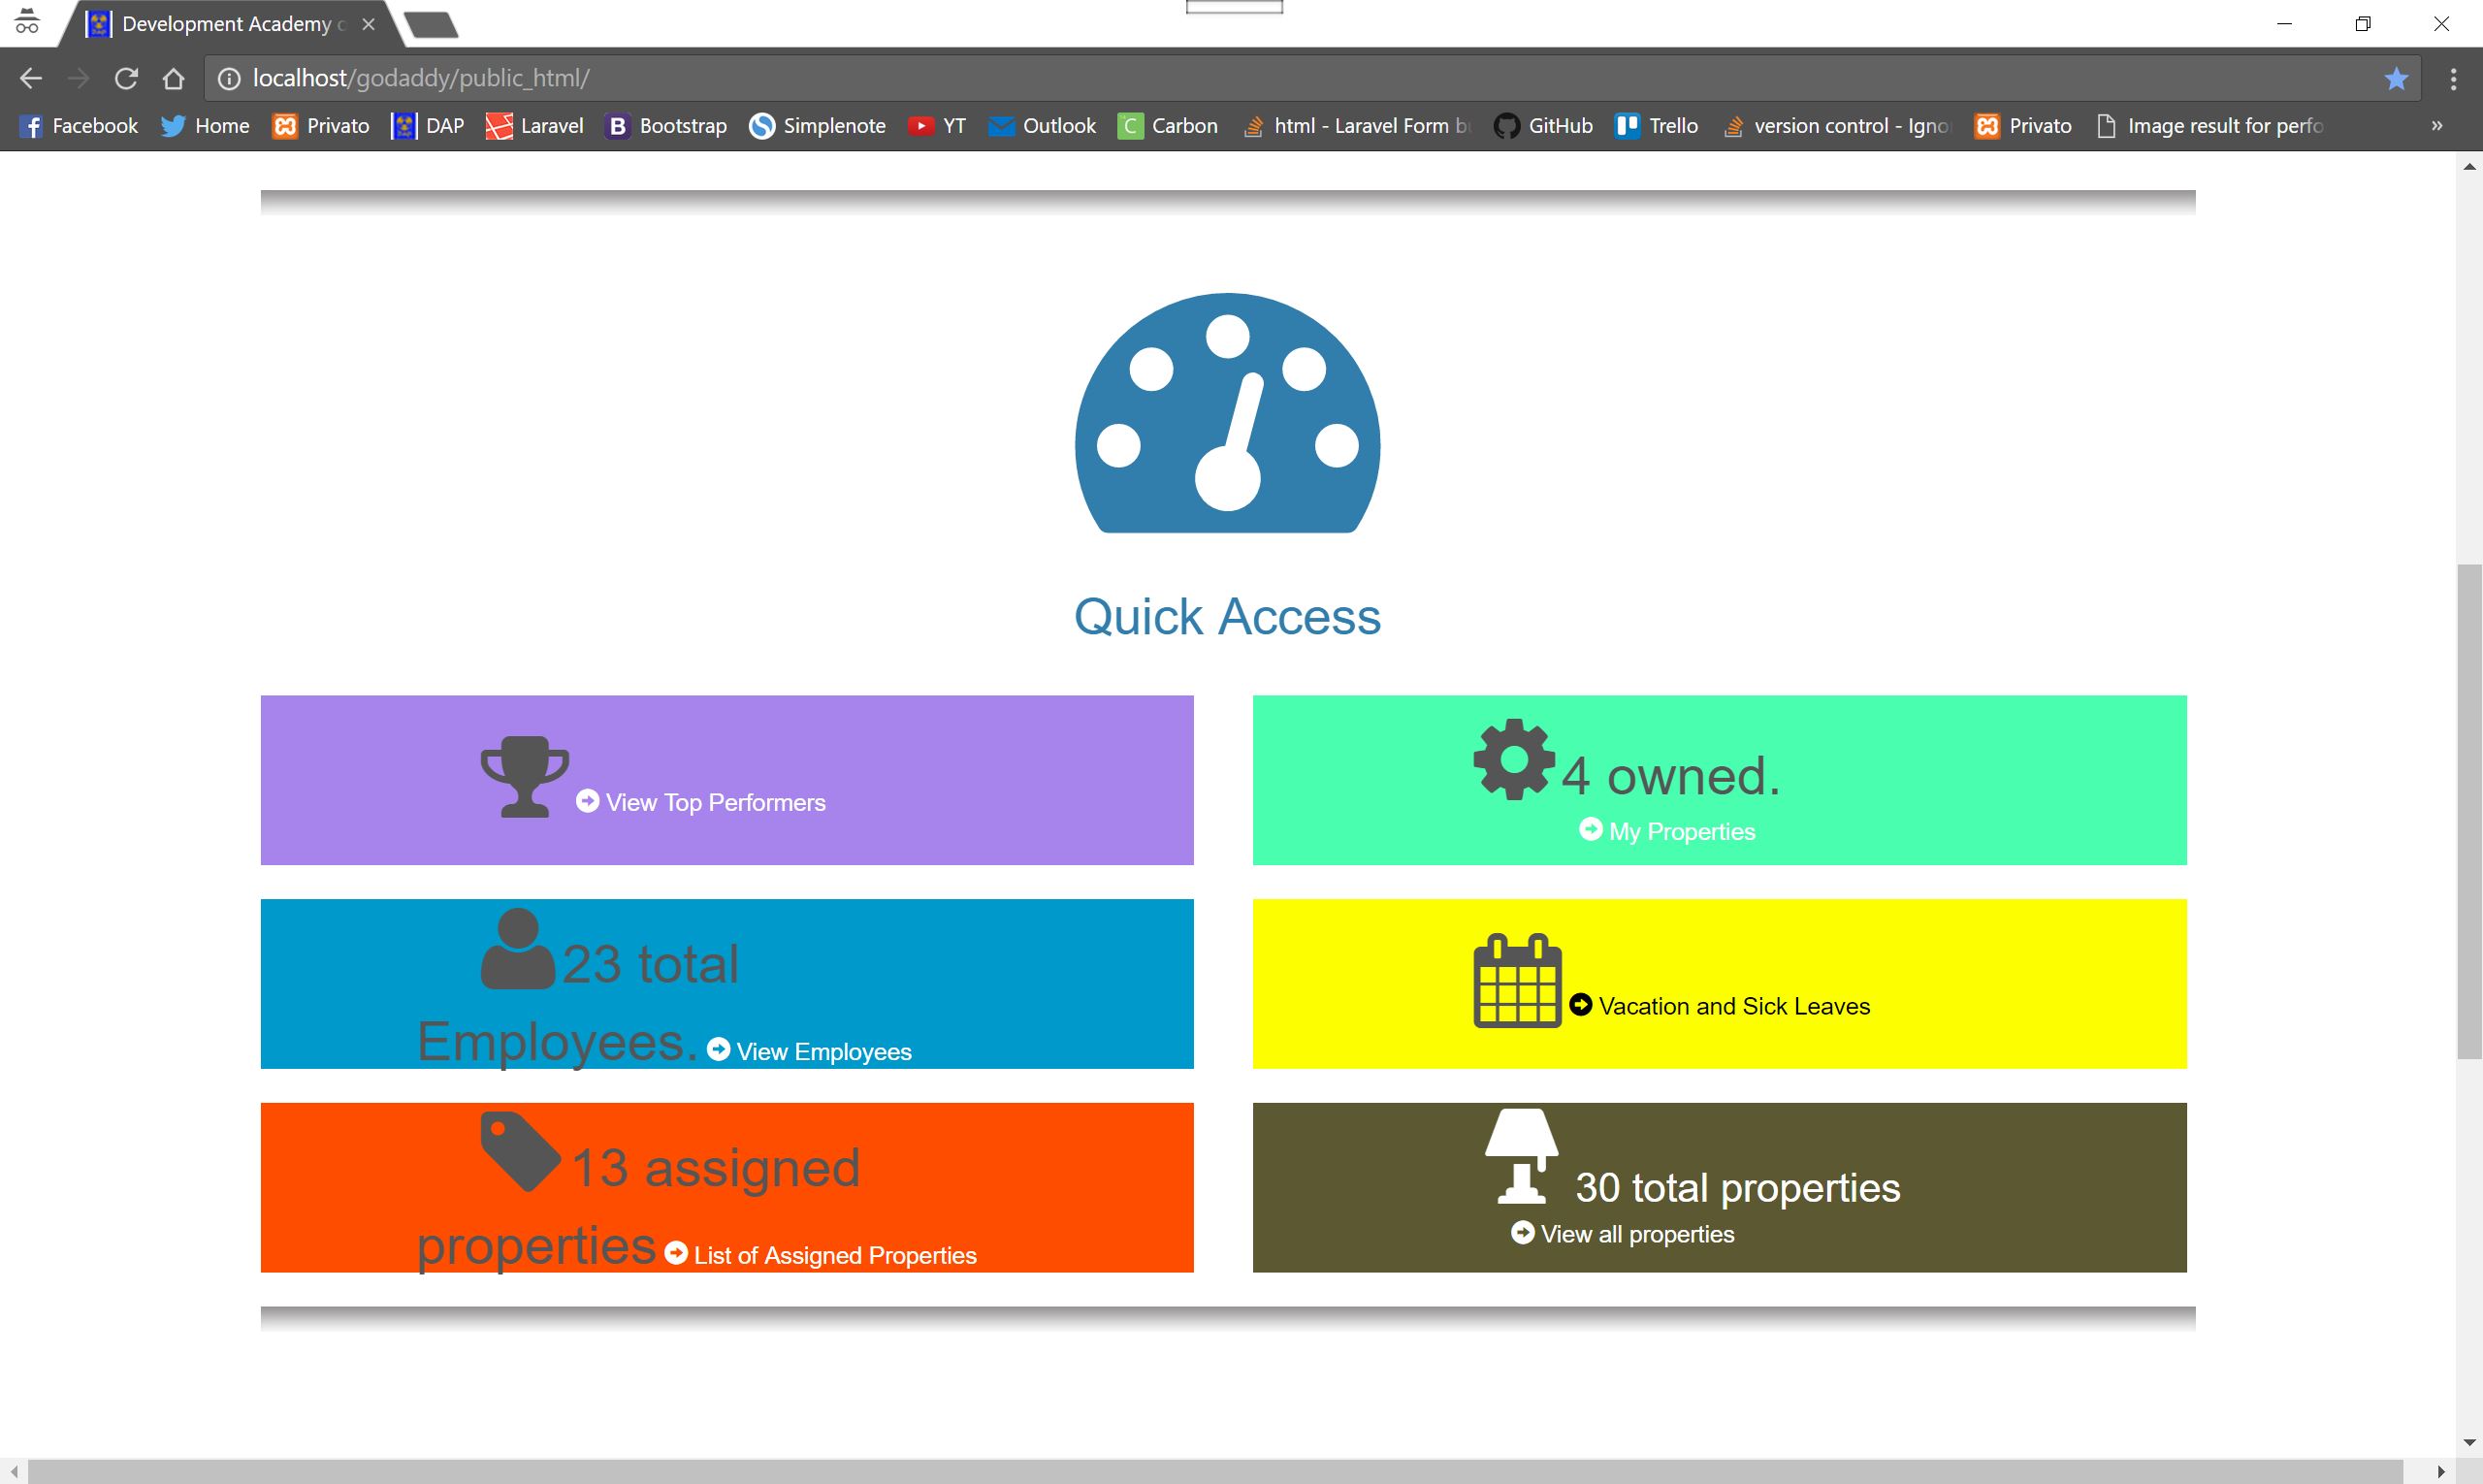 Development Academy
localhost/godaddy/public_html/
Facebook Home Privato DAP Laravel Bootstrap Simplenote YT Outlook Carbon html - Laravel Form GitHub Trello version control - Privato Image result for »
Quick Access
View Top Performers
4 owned.
My Properties
23 total
Employees. View Employees
Vacation and Sick Leaves
13 assigned
properties List of Assigned Properties
30 total properties
View all properties